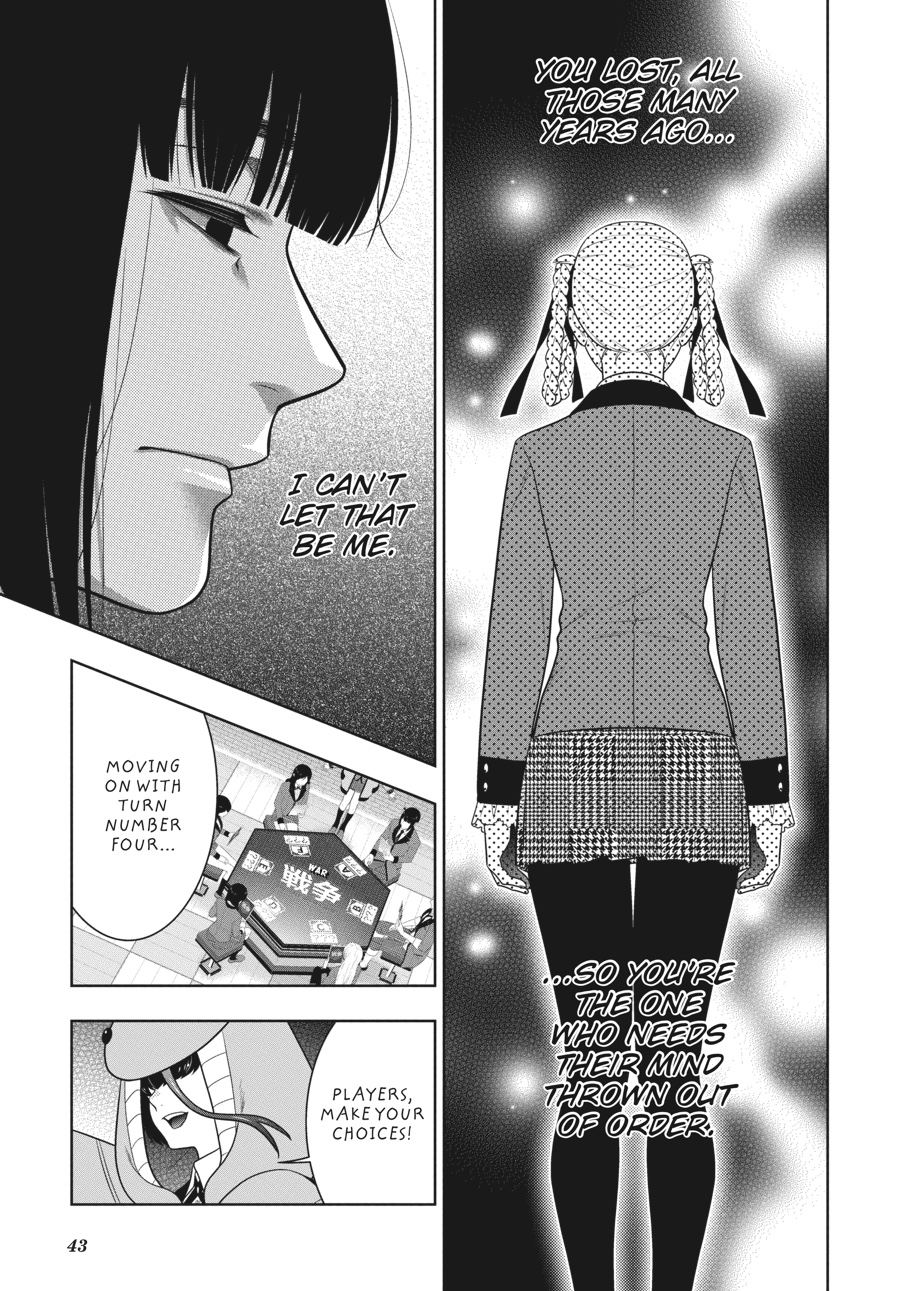 YOU LOST, ALL
THOSE MANY
YEARS AGO...
...SO YOU'RE
THE ONE
WHO NEEDS
THEIR MIND
THROWN OUT
OF ORDER.
I CAN'T
LET THAT
BE ME.
MOVING
ON WITH
TURN
NUMBER
FOUR...
WAR
戦争
A
B
C
E
F
PLAYERS,
MAKE YOUR
CHOICES!
43